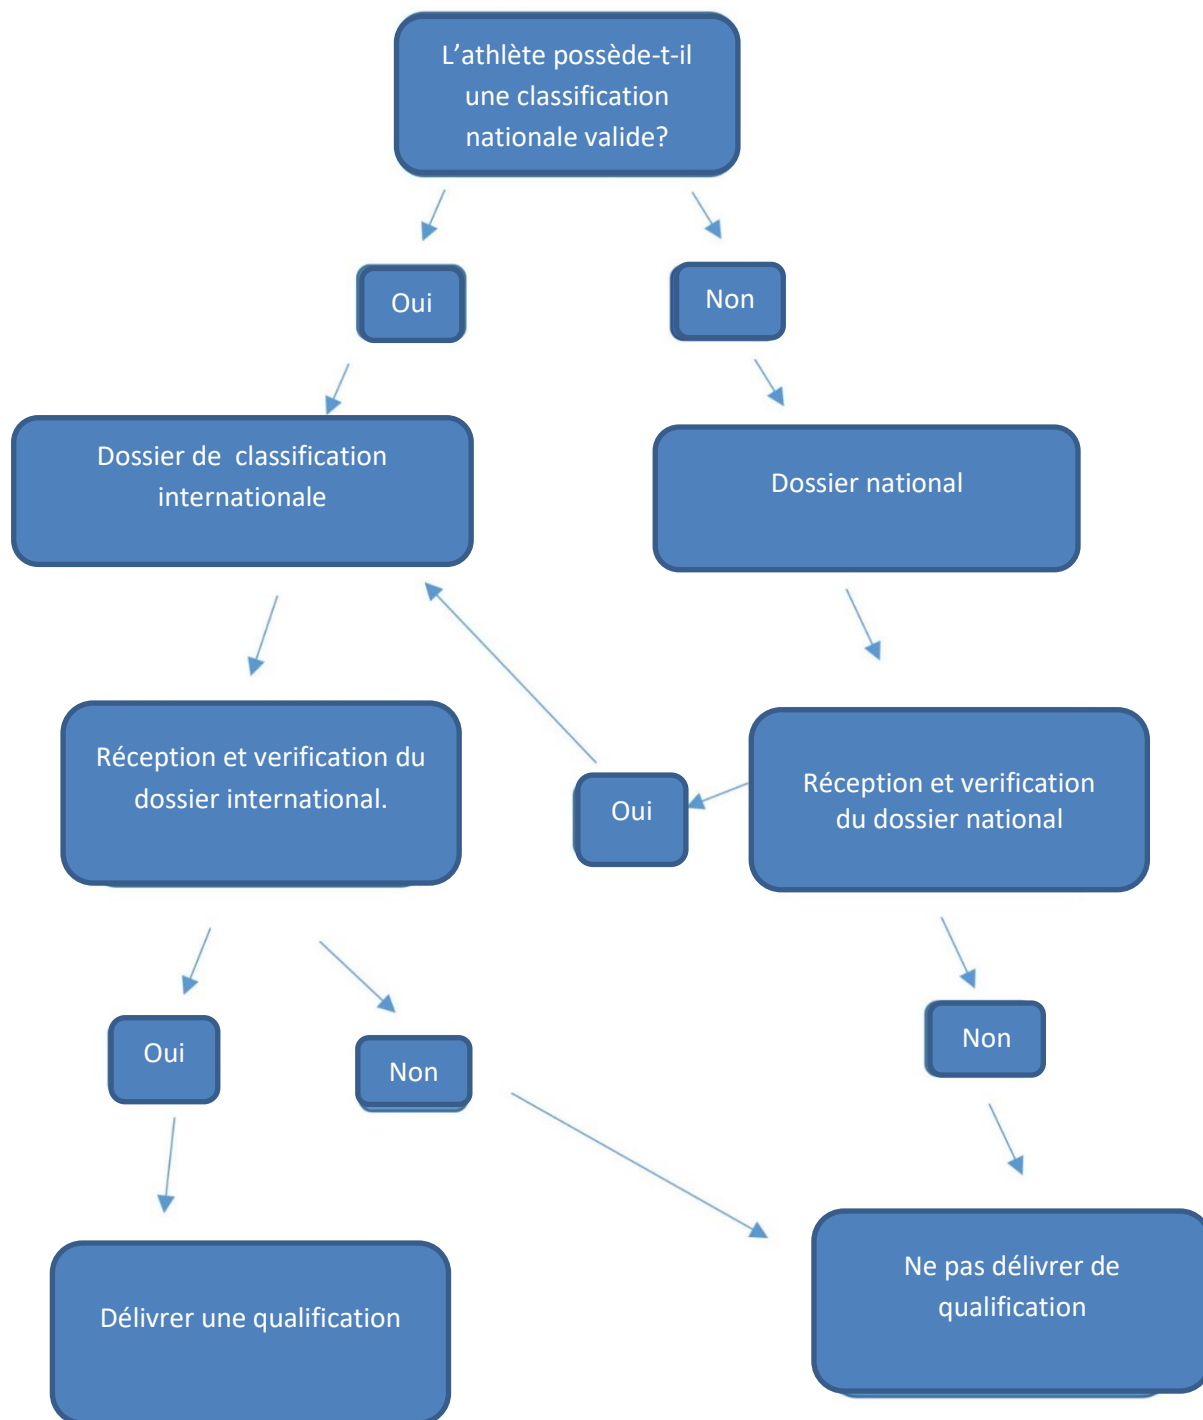 L’athlète possède-t-il
une classification
nationale valide?
Oui
Non
Dossier de  classification
internationale
Dossier national
Réception et verification du
dossier international.
Oui
Réception et verification
du dossier national
Oui
Non
Non
Délivrer une qualification
Ne pas délivrer de
qualification